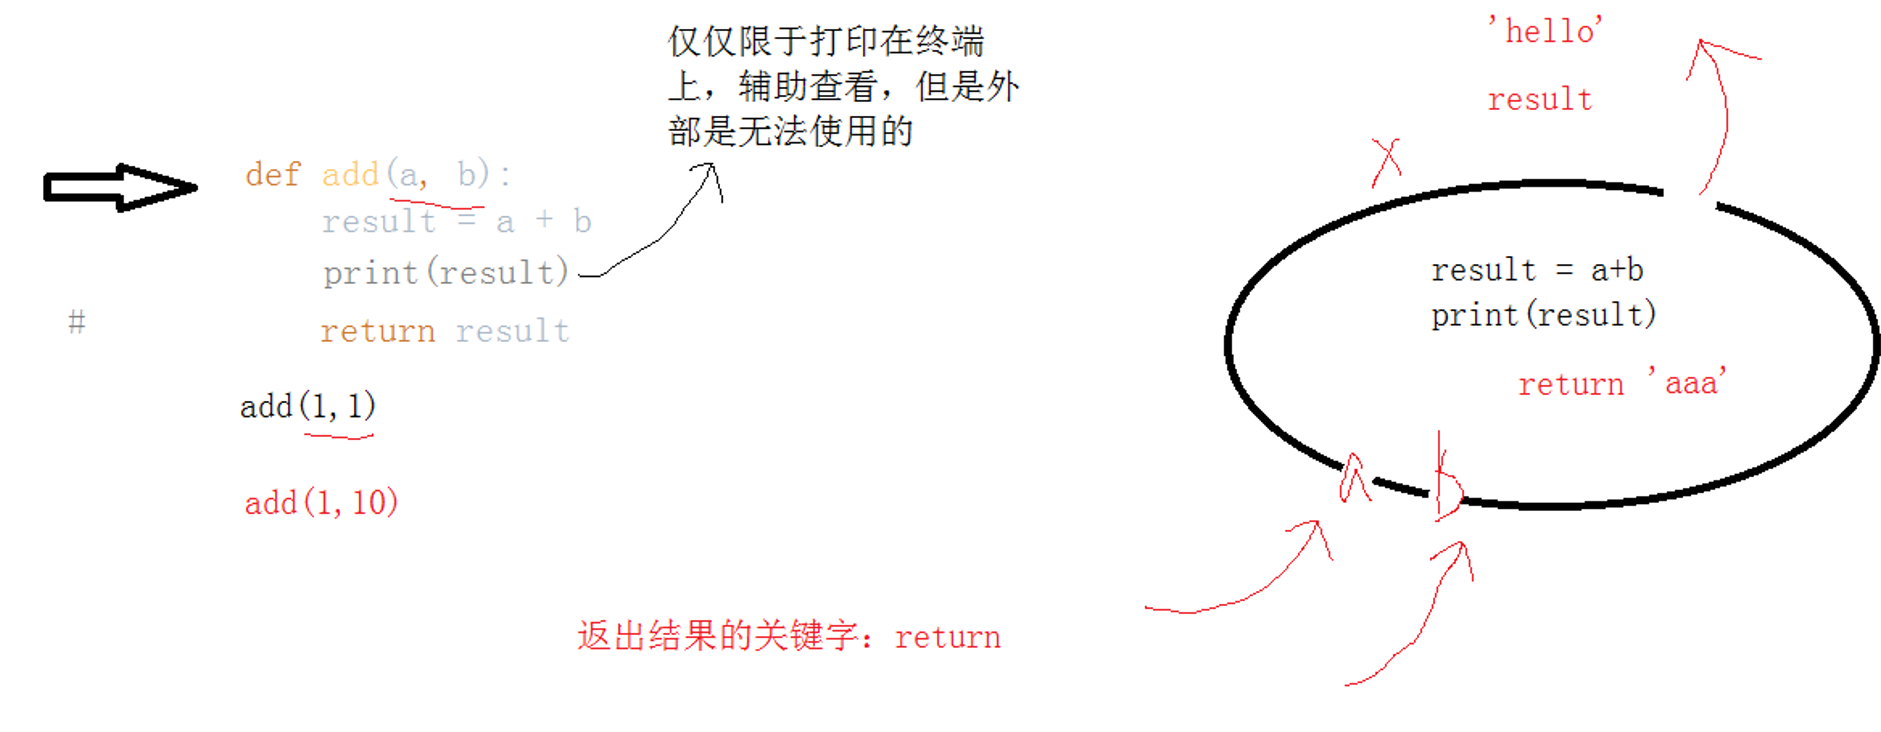 仅仅限于打印在终端
上，辅助查看，但是外
部是无法使用的
def add(a, b):
result = a + b
print(result)
#
return result
add(1,1)
add(1,10)
返出结果的关键字：return
'hello'
result
X
result = a+b
print(result)
return 'aaa'
a
b